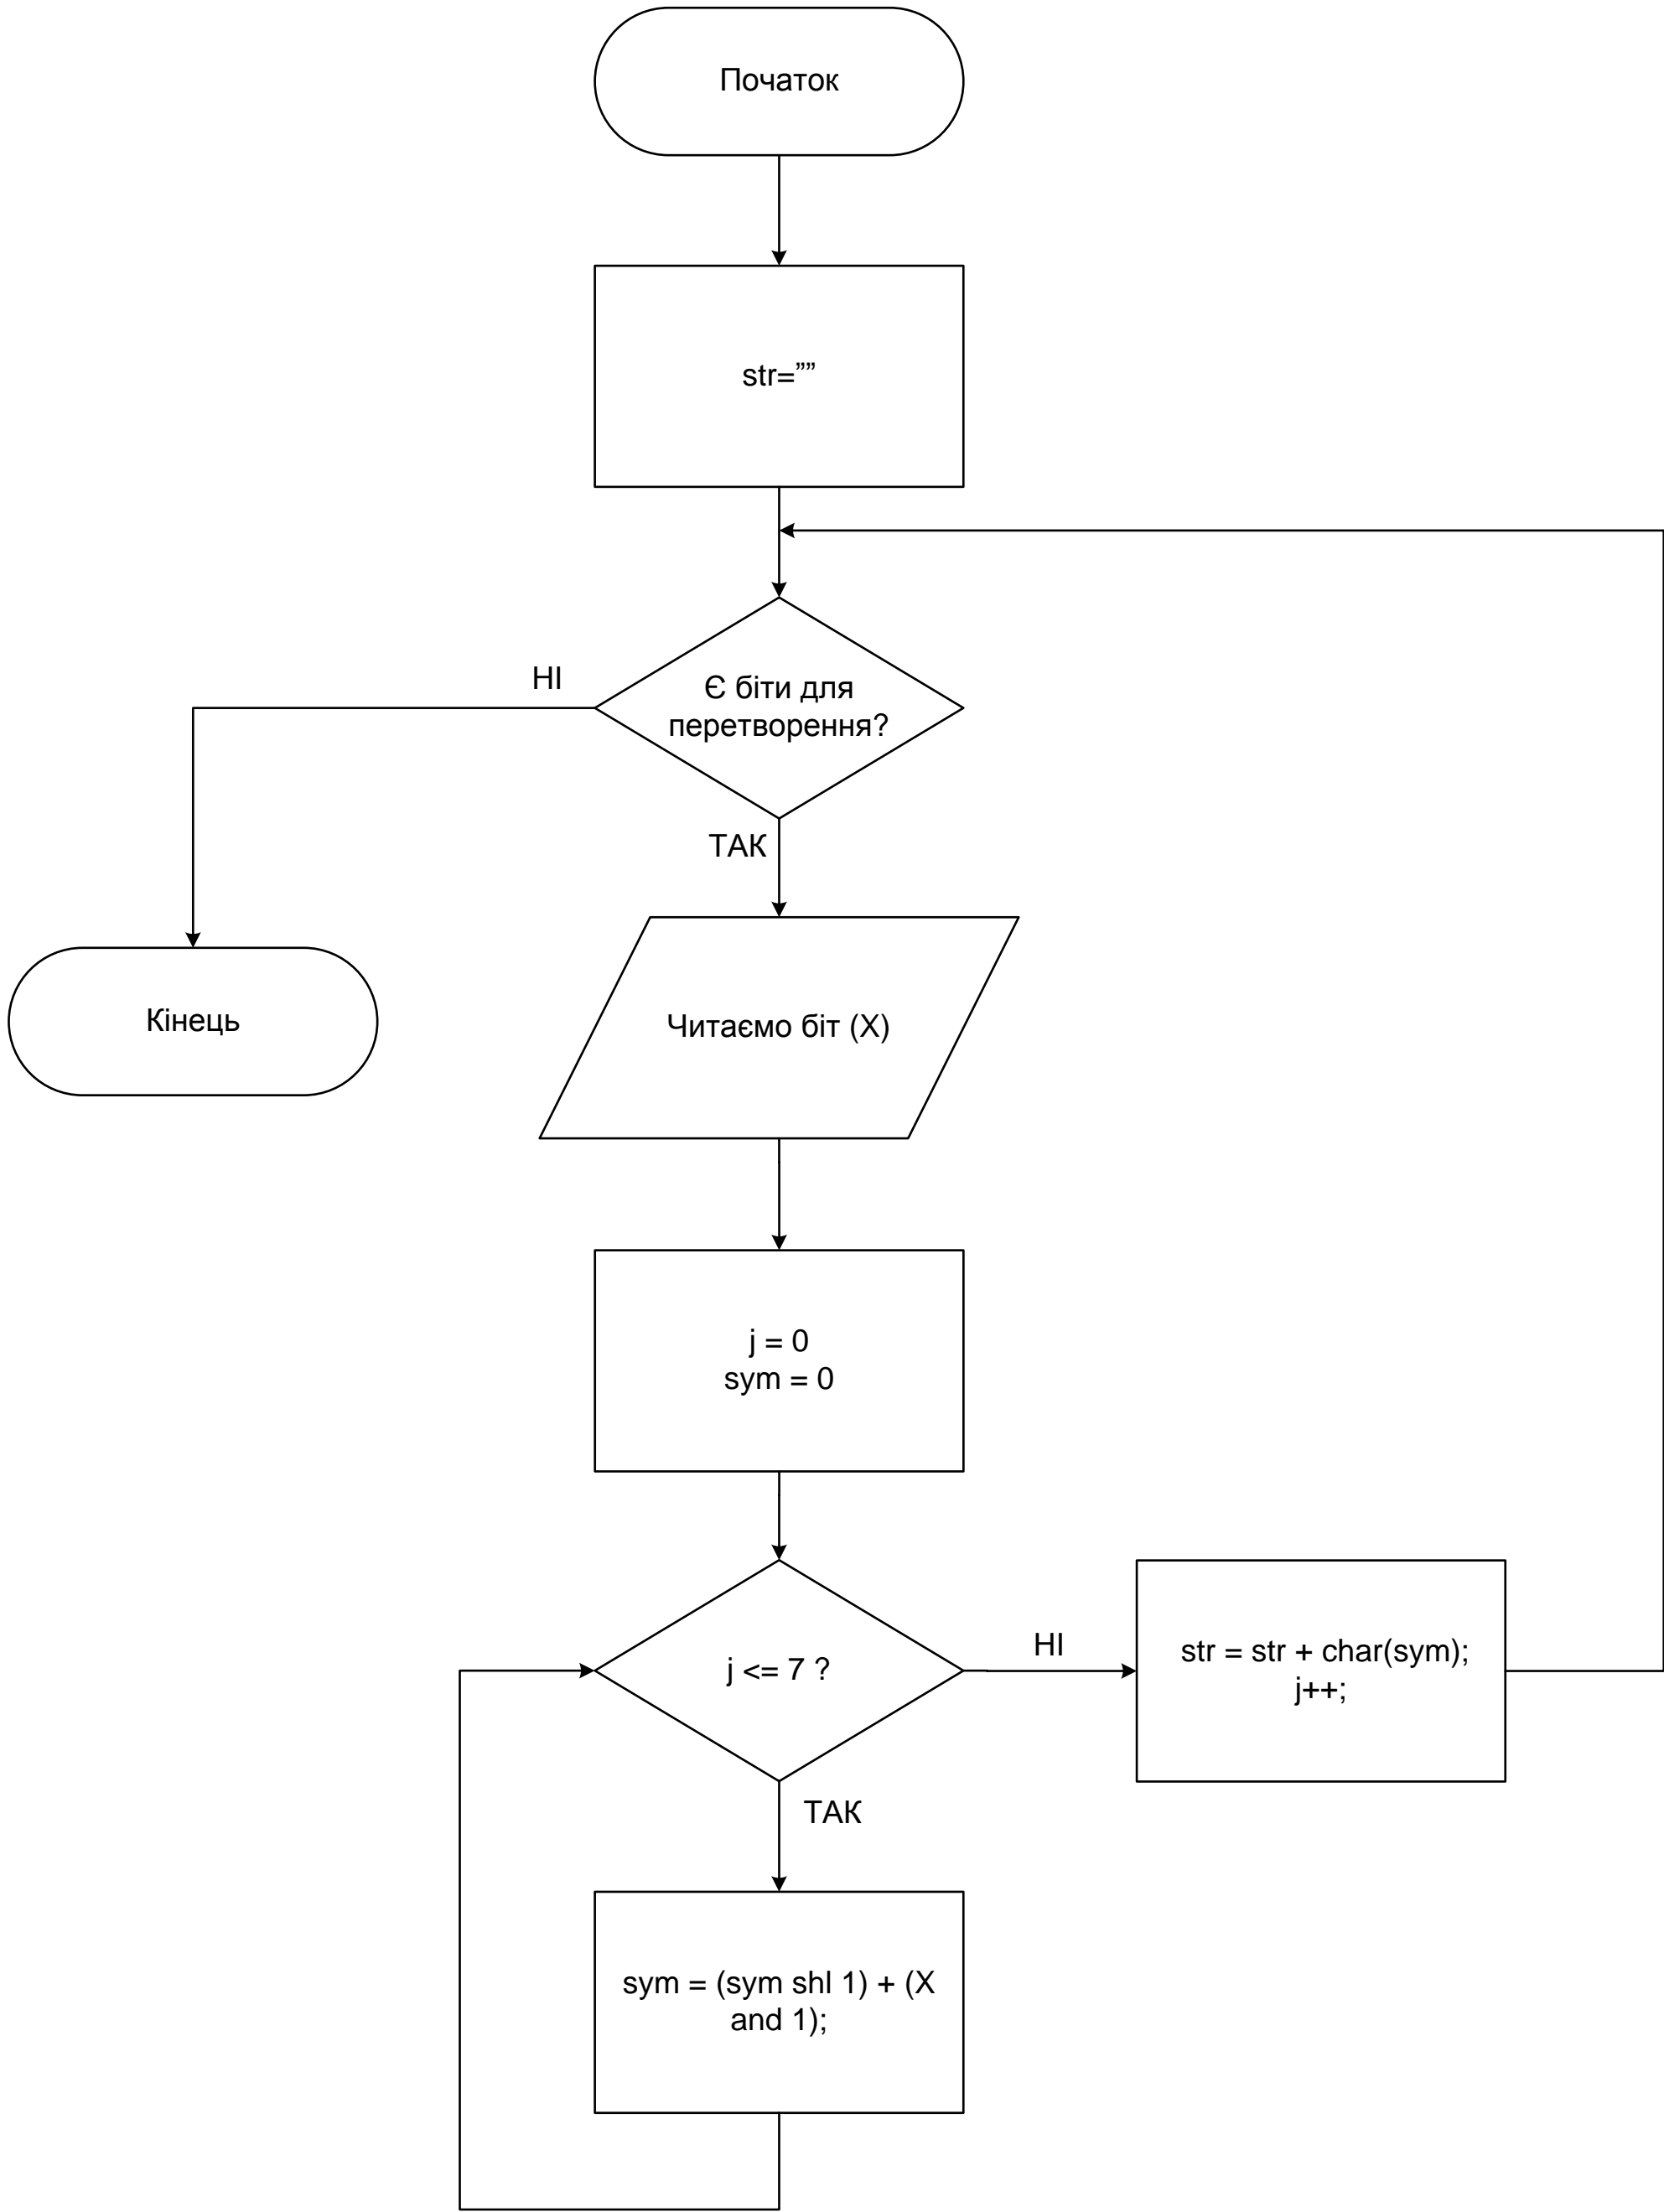 Початок
str=””
НІ
Є біти для
перетворення?
ТАК
Кінець
Читаємо біт (X)
j = 0
sym = 0
j <= 7 ?
НІ
str = str + char(sym);
j++;
ТАК
sym = (sym shl 1) + (X
and 1);